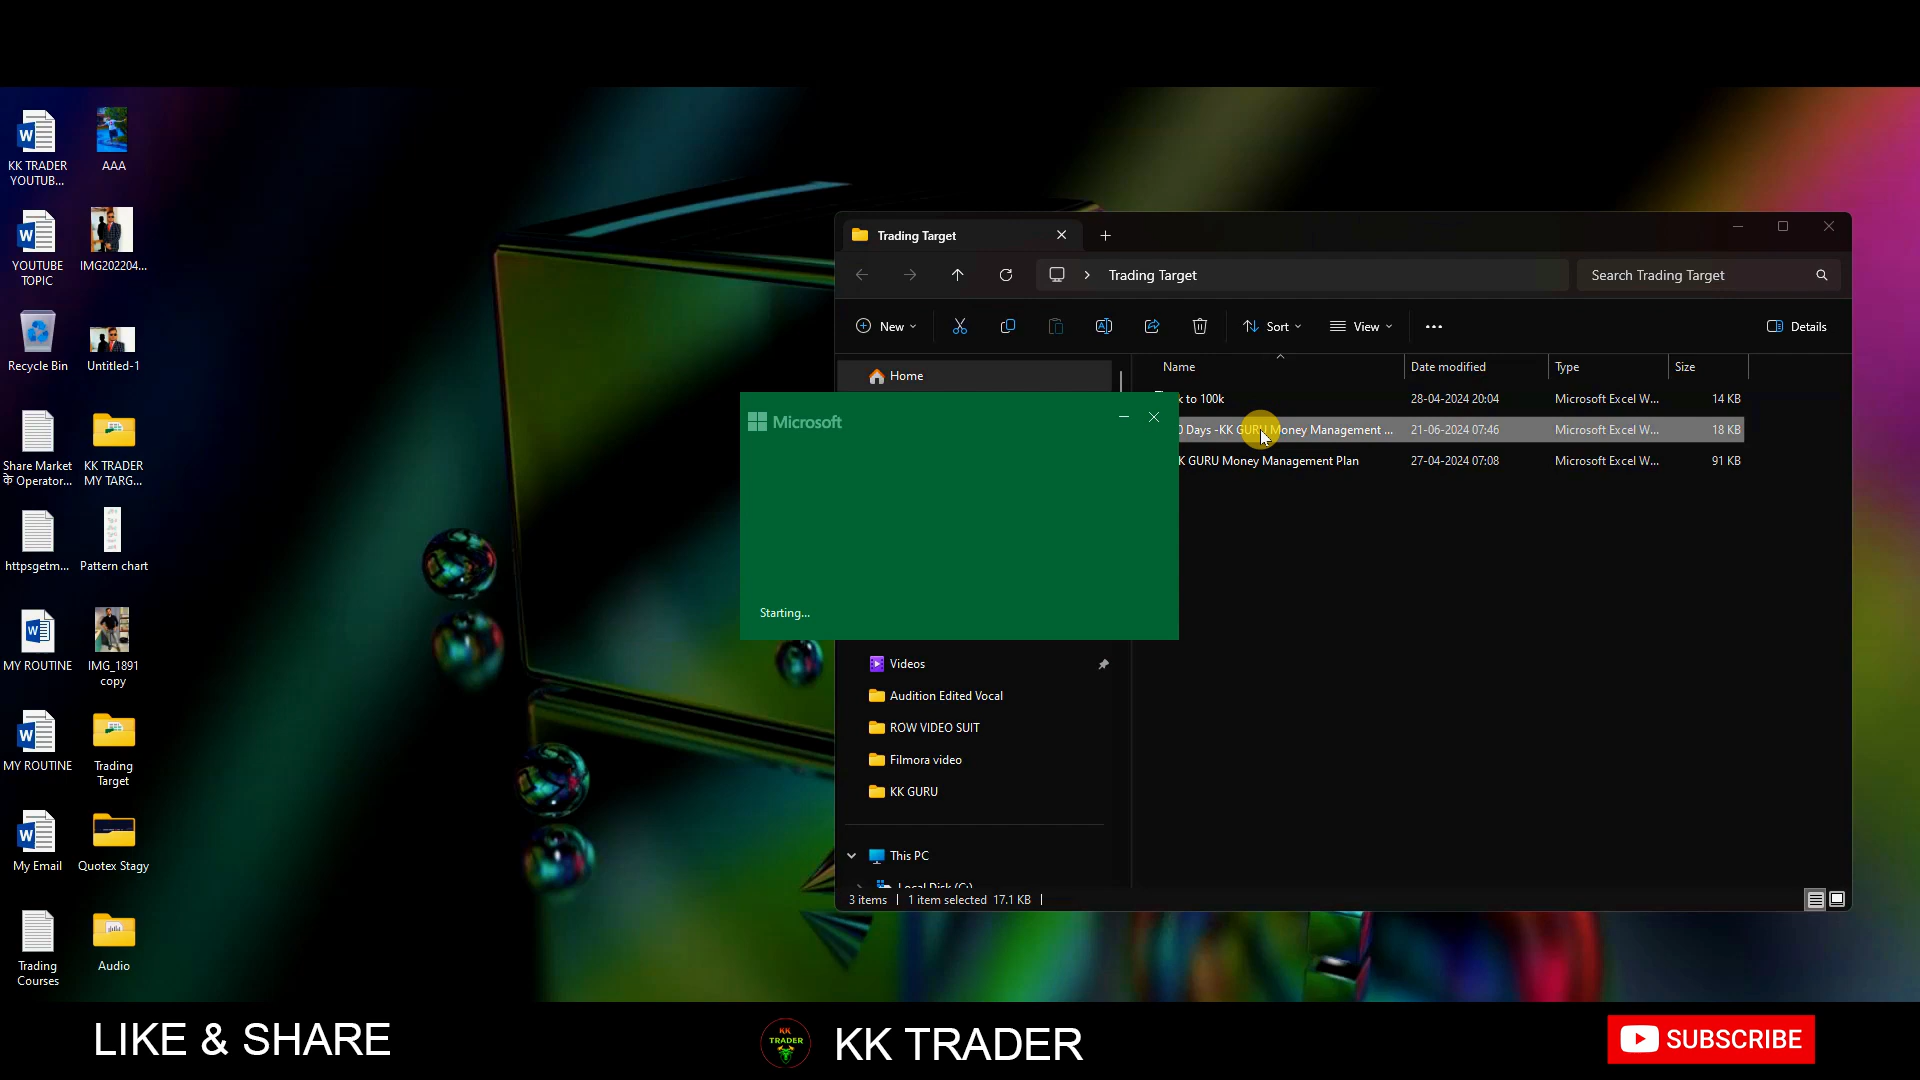 KK TRADER
YOUTUB...
AAA
YOUTUBE
TOPIC
IMG202204...
Recycle Bin
Untitled-1
Share Market
के Operator...
KK TRADER
MY TARG...
httpsgetm...
Pattern chart
MY ROUTINE
IMG_1891
copy
MY ROUTINE
Trading
Target
My Email
Quotex Stagy
Trading
Courses
Audio
Trading Target
Trading Target
Search Trading Target
New
Sort
View
Details
Home
Name
Date modified
Type
Size
k to 100k
28-04-2024 20:04
Microsoft Excel W...
14 KB
0 Days -KK GURU Money Management ...
21-06-2024 07:46
Microsoft Excel W...
18 KB
K GURU Money Management Plan
27-04-2024 07:08
Microsoft Excel W...
91 KB
Microsoft
Starting...
Videos
Audition Edited Vocal
ROW VIDEO SUIT
Filmora video
KK GURU
This PC
Local Disk (C:)
3 items
1 item selected 17.1 KB
LIKE & SHARE
KK
TRADER
KK TRADER
SUBSCRIBE